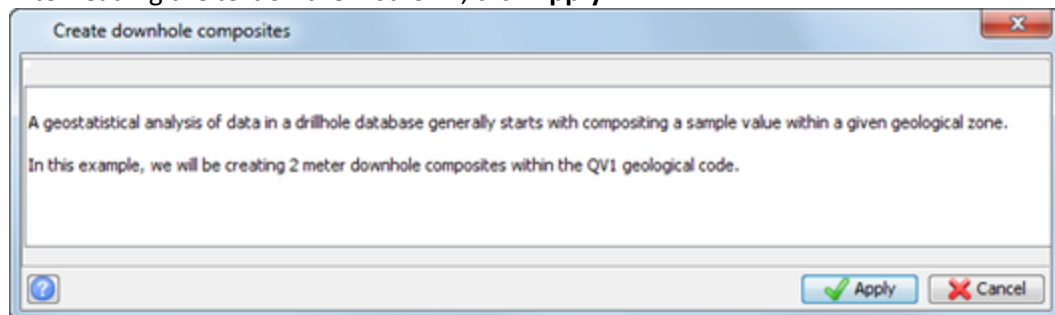 Create downhole composites
A geostatistical analysis of data in a drillhole database generally starts with compositing a sample value within a given geological zone.
In this example, we will be creating 2 meter downhole composites within the QV1 geological code.
Apply Cancel